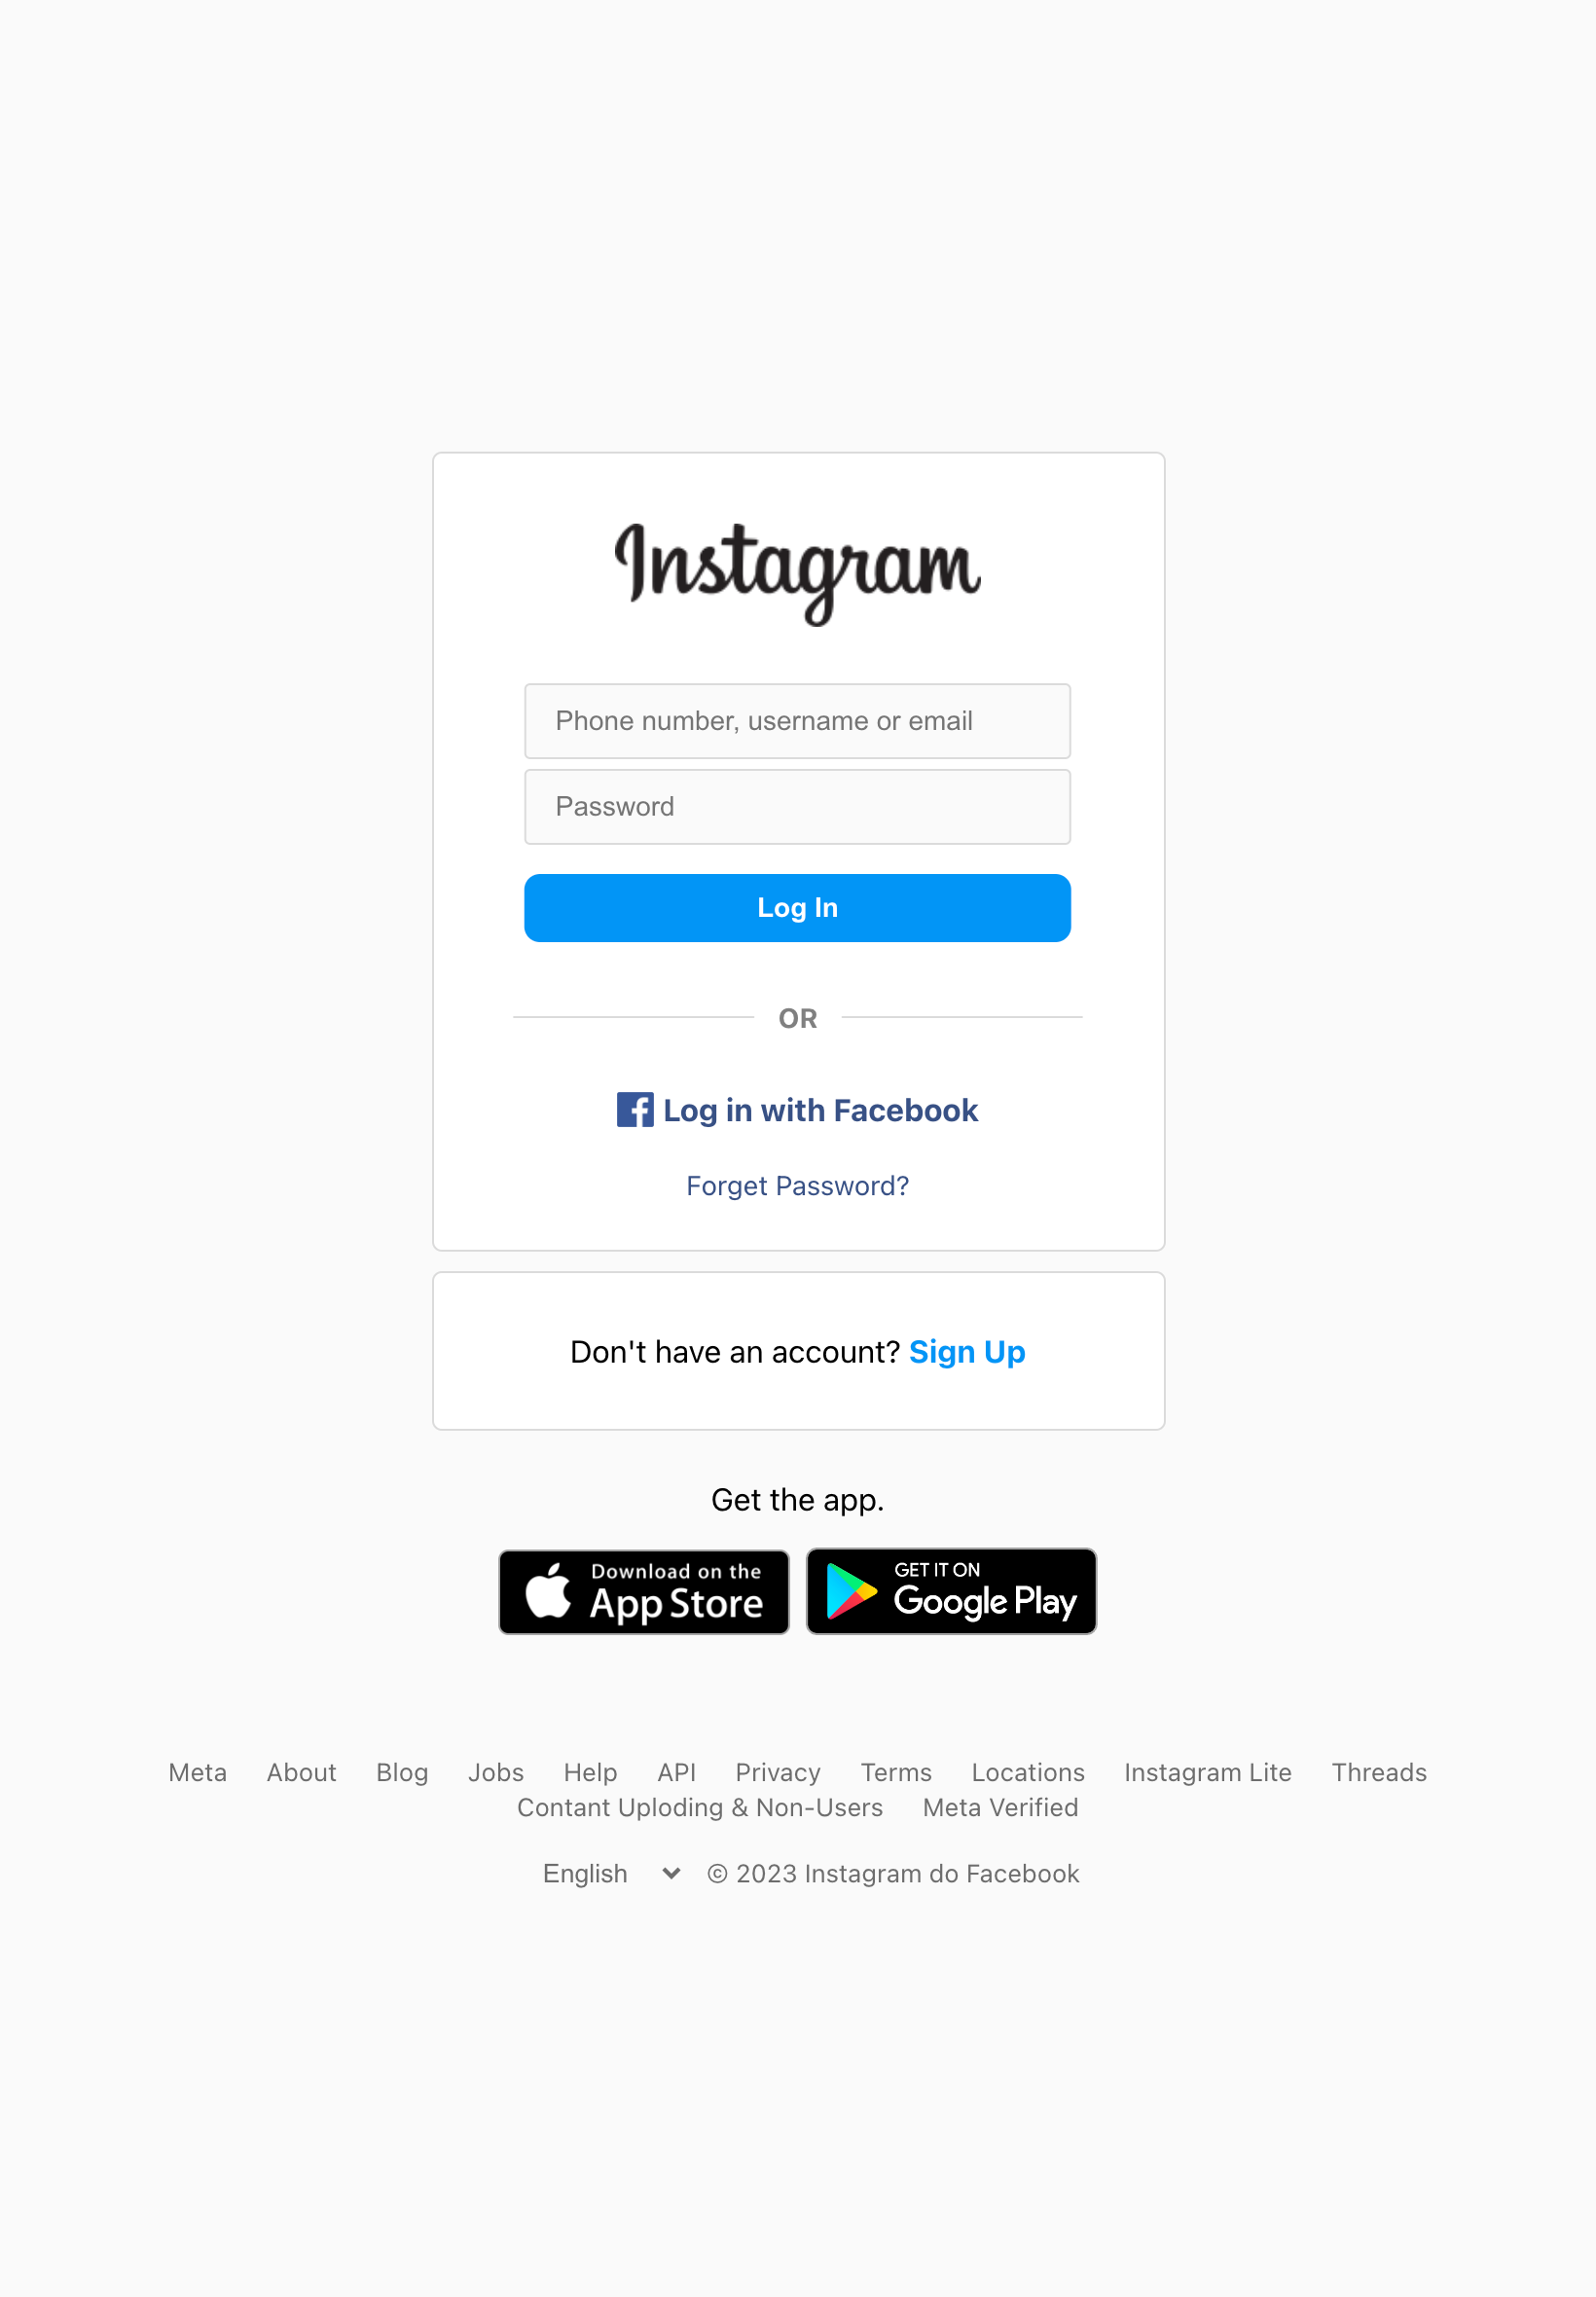 Instagram
Phone number, username or email
Password
Log In
OR
Log in with Facebook
Forget Password?
Don't have an account? Sign Up
Get the app.
Download on the
App Store
GET IT ON
Google Play
Meta About Blog Jobs Help API Privacy Terms Locations Instagram Lite Threads
Contant Uploding & Non-Users Meta Verified
English © 2023 Instagram do Facebook